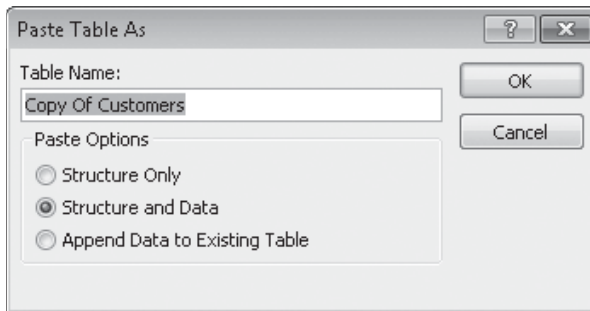 Paste Table As
Table Name:
Copy Of Customers
Paste Options
Structure Only
Structure and Data
Append Data to Existing Table
OK
Cancel